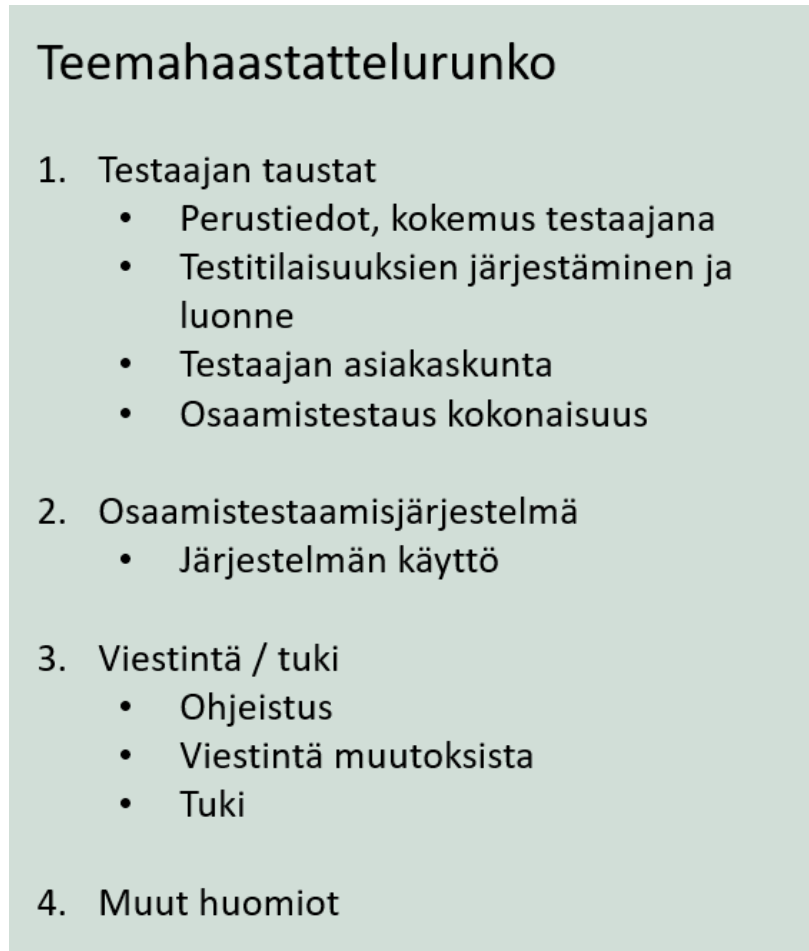 Teemahaastattelurunko
1. Testaajan taustat
• Perustiedot, kokemus testaajana
• Testitilaisuuksien järjestäminen ja
luonne
• Testaajan asiakaskunta
• Osaamistestaus kokonaisuus
2. Osaamistestaamisjärjestelmä
• Järjestelmän käyttö
3. Viestintä / tuki
• Ohjeistus
• Viestintä muutoksista
• Tuki
4. Muut huomiot